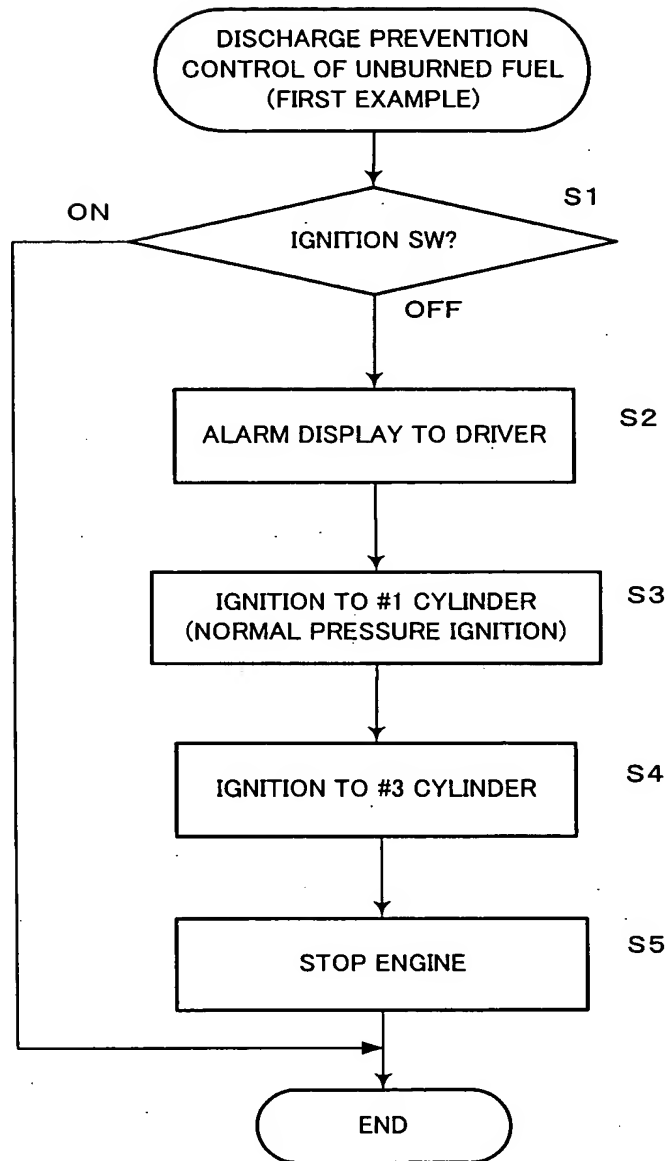 DISCHARGE PREVENTION
CONTROL OF UNBURNED FUEL
(FIRST EXAMPLE)
S1
ON
IGNITION SW?
OFF
ALARM DISPLAY TO DRIVER
S2
IGNITION TO #1 CYLINDER
(NORMAL PRESSURE IGNITION)
S3
IGNITION TO #3 CYLINDER
S4
STOP ENGINE
S5
END